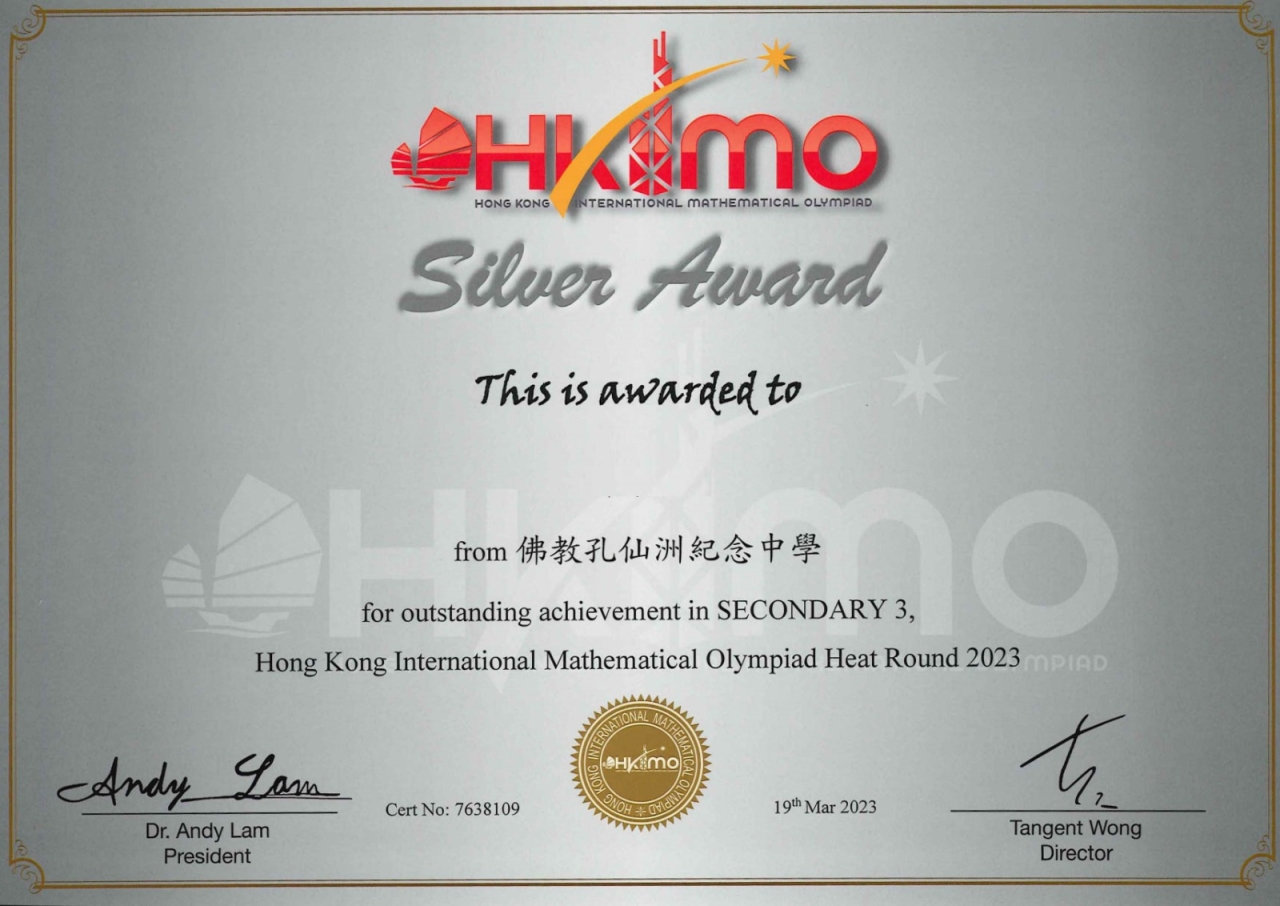 HKIMO
HONG KONG INTERNATIONAL MATHEMATICAL OLYMPIAD
Silver Award
This is awarded to
from 佛教孔仙洲紀念中學
for outstanding achievement in SECONDARY 3,
Hong Kong International Mathematical Olympiad Heat Round 2023
HKIMO
MPIAD
HONG KONG INTERNATIONAL MATHEMATICAL OLYMPIAD
HKIMO
Andy Lam
Cert No: 7638109
19th Mar 2023
Dr. Andy Lam
President
Tangent Wong
Director